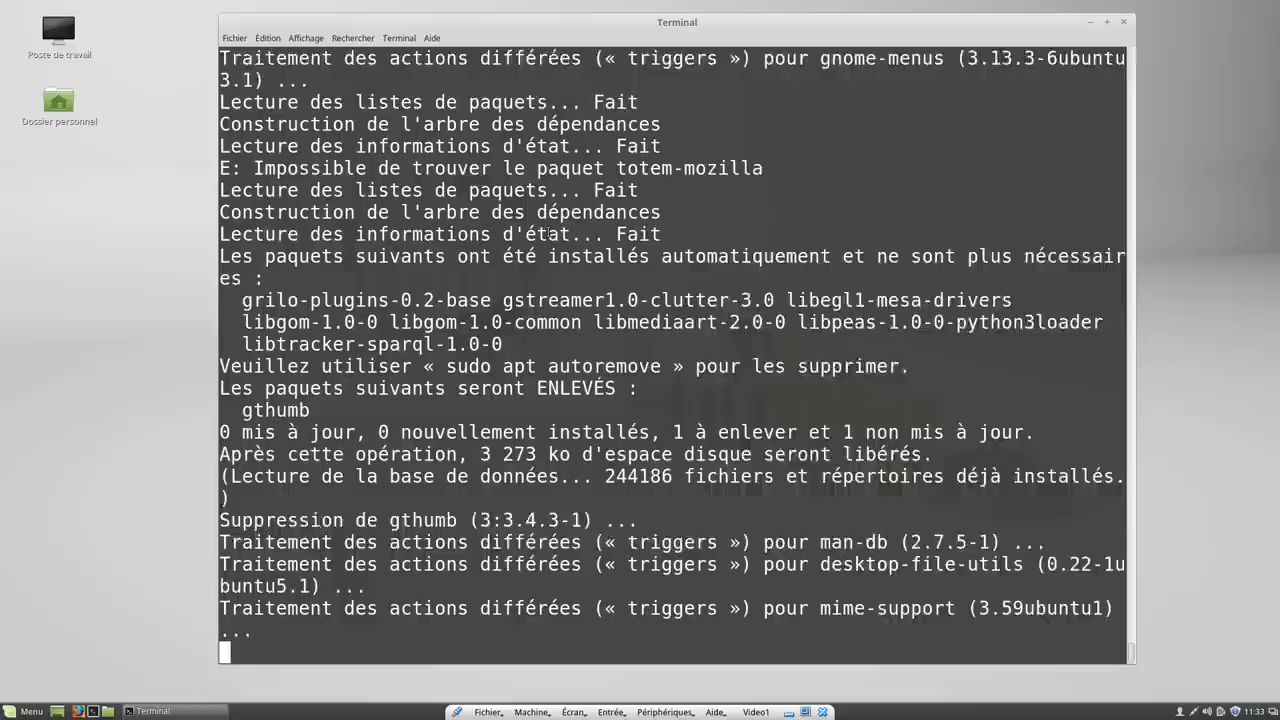 Terminal
Poste de travail
Dossier personnel
Fichier Édition Affichage Rechercher Terminal Aide
Traitement des actions différées (« triggers ») pour gnome-menus (3.13.3-6ubuntu
3.1) ...
Lecture des listes de paquets... Fait
Construction de l'arbre des dépendances
Lecture des informations d'état... Fait
E: Impossible de trouver le paquet totem-mozilla
Lecture des listes de paquets... Fait
Construction de l'arbre des dépendances
Lecture des informations d'état... Fait
Les paquets suivants ont été installés automatiquement et ne sont plus nécessair
es :
grilo-plugins-0.2-base gstreamer1.0-clutter-3.0 libegl1-mesa-drivers
libgom-1.0-0 libgom-1.0-common libmediaart-2.0-0 libpeas-1.0-0-python3loader
libtracker-sparql-1.0-0
Veuillez utiliser « sudo apt autoremove » pour les supprimer.
Les paquets suivants seront ENLEVÉS :
gthumb
0 mis à jour, 0 nouvellement installés, 1 à enlever et 1 non mis à jour.
Après cette opération, 3 273 ko d'espace disque seront libérés.
(Lecture de la base de données... 244186 fichiers et répertoires déjà installés.
)
Suppression de gthumb (3:3.4.3-1) ...
Traitement des actions différées (« triggers ») pour man-db (2.7.5-1) ...
Traitement des actions différées (« triggers ») pour desktop-file-utils (0.22-1u
buntu5.1) ...
Traitement des actions différées (« triggers ») pour mime-support (3.59ubuntu1)
...
Menu Terminal Fichier Machine Écran Entrée Périphériques Aide Video1 11:33